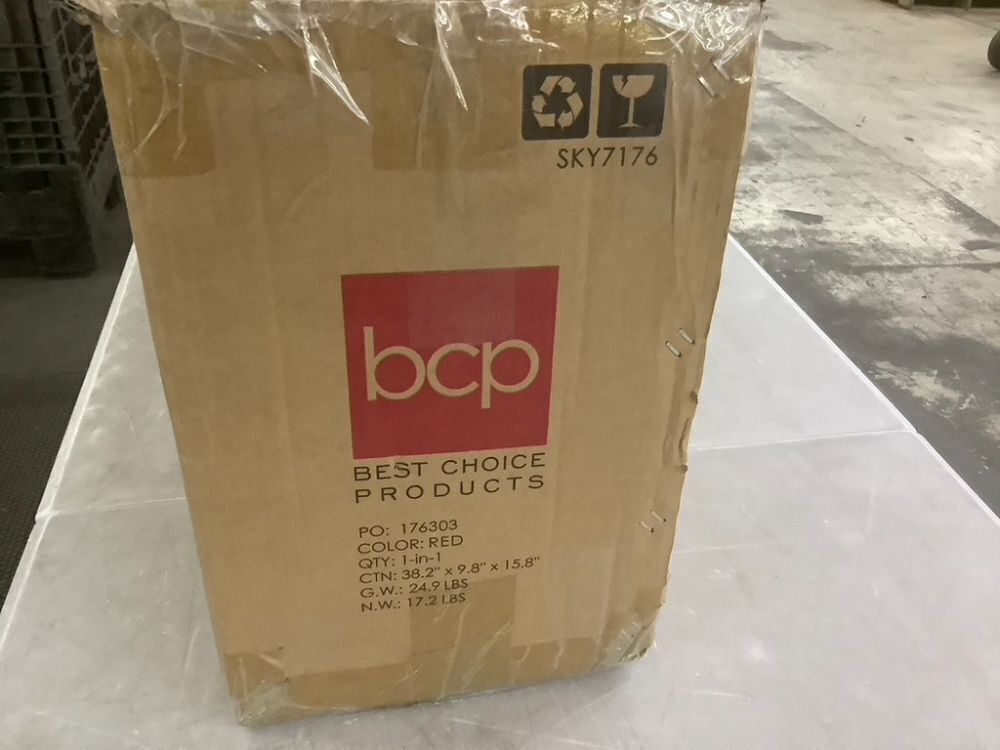 SKY7176
bcp
BEST CHOICE
PRODUCTS
PO: 176303
COLOR: RED
QTY: 1-in-1
CTN: 38.2" x 9.8" x 15.8"
G.W.: 24.9 LBS
N.W.: 17.2 LBS